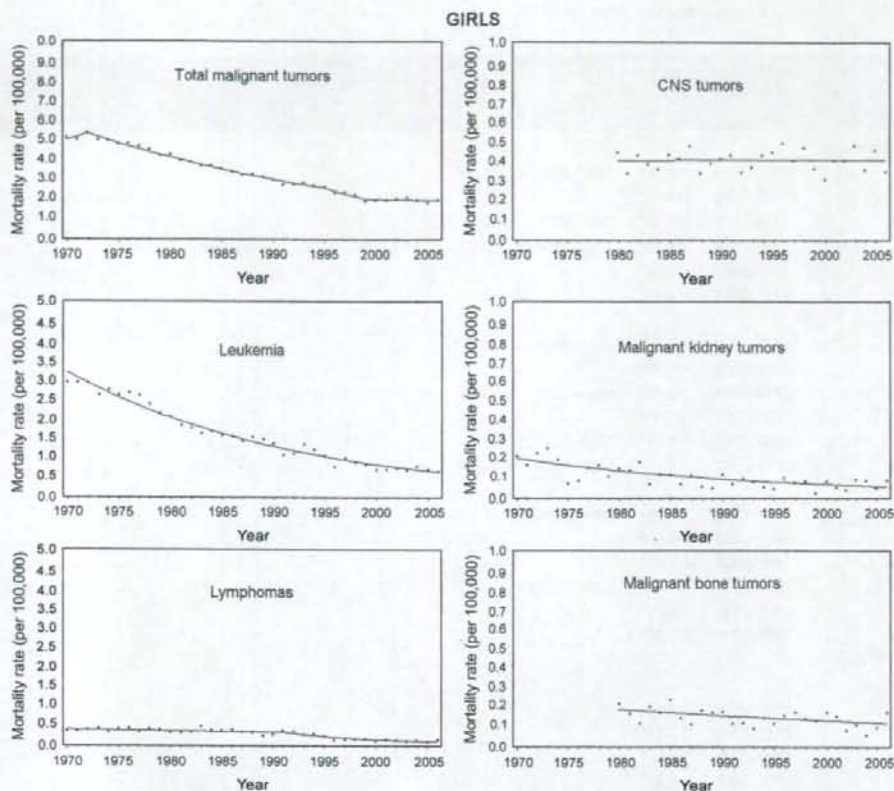 GIRLS
Total malignant tumors
Mortality rate (per 100,000)
0.0
9.0
8.0
7.0
6.0
5.0
4.0
3.0
2.0
1.0
0.0
1970 1975 1980 1985 1990 1995 2000 2005
Year
CNS tumors
Mortality rate (per 100,000)
1.0
0.9
0.8
0.7
0.6
0.5
0.4
0.3
0.2
0.1
0.0
1970 1975 1980 1985 1990 1995 2000 2005
Year
Leukemia
Mortality rate (per 100,000)
5.0
4.5
4.0
3.5
3.0
2.5
2.0
1.5
1.0
0.5
0.0
1970 1975 1980 1985 1990 1995 2000 2005
Year
Malignant kidney tumors
Mortality rate (per 100,000)
1.0
0.9
0.8
0.7
0.6
0.5
0.4
0.3
0.2
0.1
0.0
1970 1975 1980 1985 1990 1995 2000 2005
Year
Lymphomas
Mortality rate (per 100,000)
5.0
4.5
4.0
3.5
3.0
2.5
2.0
1.5
1.0
0.5
0.0
1970 1975 1980 1985 1990 1995 2000 2005
Year
Malignant bone tumors
Mortality rate (per 100,000)
1.0
0.9
0.8
0.7
0.6
0.5
0.4
0.3
0.2
0.1
0.0
1970 1975 1980 1985 1990 1995 2000 2005
Year